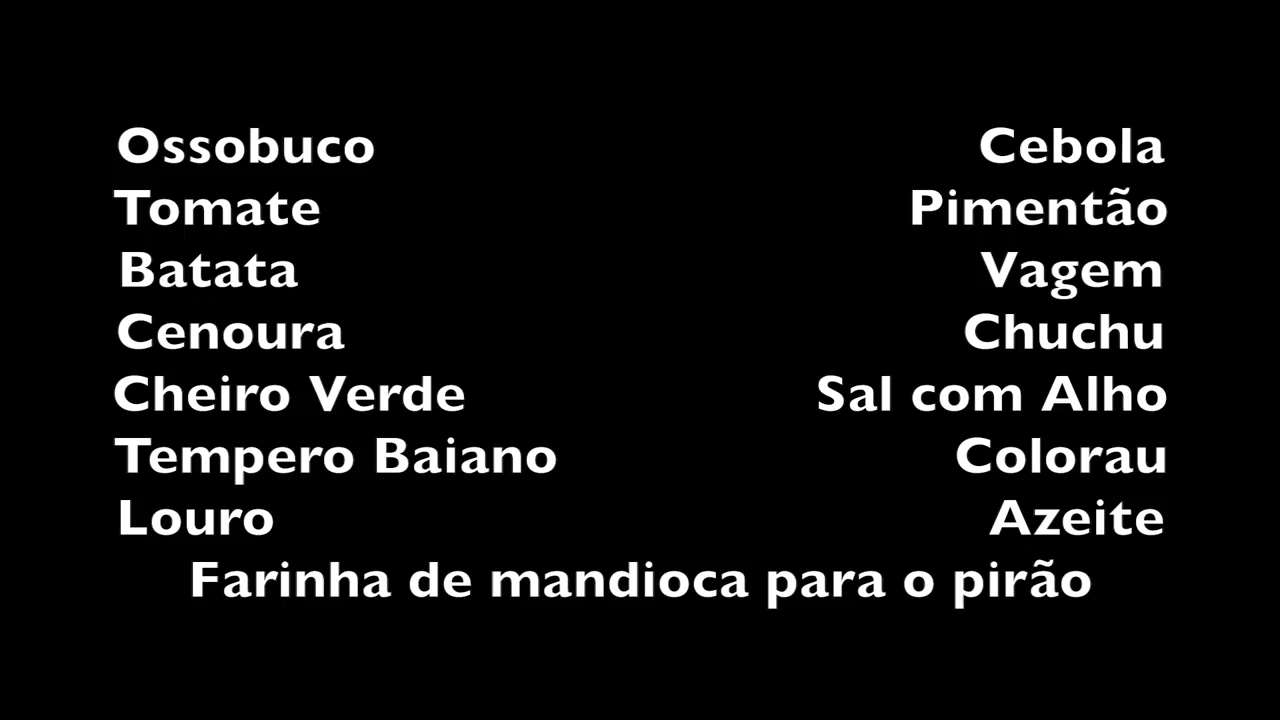 Ossobuco Cebola
Tomate Pimentão
Batata Vagem
Cenoura Chuchu
Cheiro Verde Sal com Alho
Tempero Baiano Colorau
Louro Azeite
Farinha de mandioca para o pirão